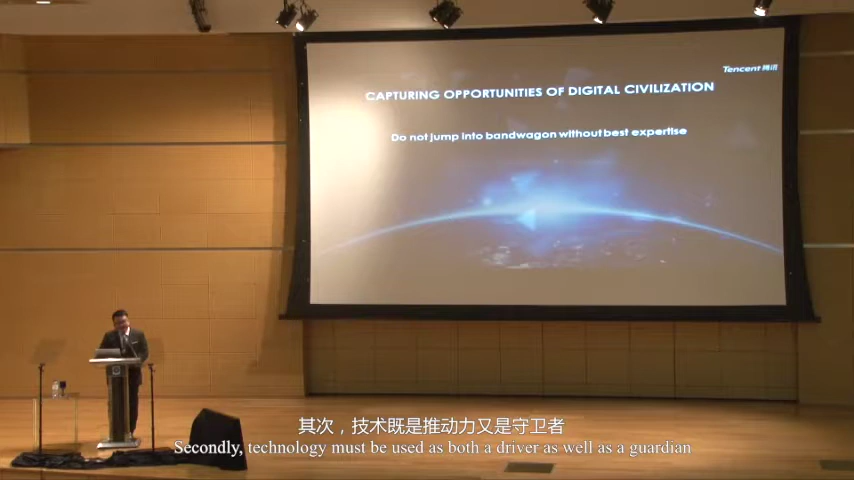 Tencent 腾讯
CAPTURING OPPORTUNITIES OF DIGITAL CIVILIZATION
Do not jump into bandwagon without best expertise
其次，技术既是推动力又是守卫者
Secondly, technology must be used as both a driver as well as a guardian